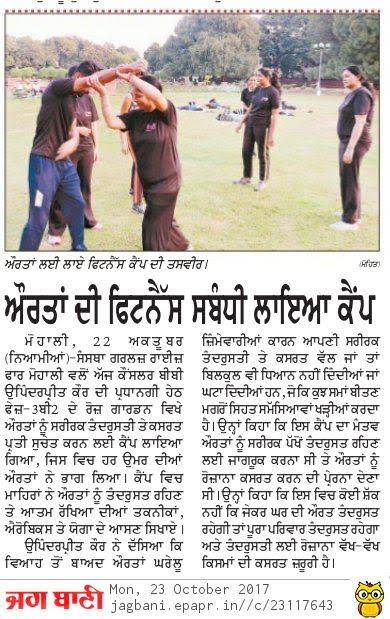 ਔਰਤਾਂ ਲਈ ਲਾਏ ਫਿਟਨੈੱਸ ਕੈਂਪ ਦੀ ਤਸਵੀਰ।
(ਮੋਹਿਤ)
ਔਰਤਾਂ ਦੀ ਫਿਟਨੈੱਸ ਸਬੰਧੀ ਲਾਇਆ ਕੈਂਪ
ਮੋਹਾਲੀ, 22 ਅਕਤੂਬਰ
(ਨਿਆਮੀਆਂ)-ਸੰਸਥਾ ਗਰਲਜ਼ ਰਾਈਜ਼
ਫਾਰ ਮੋਹਾਲੀ ਵਲੋਂ ਅੱਜ ਕੌਂਸਲਰ ਬੀਬੀ
ਉਪਿੰਦਰਪ੍ਰੀਤ ਕੌਰ ਦੀ ਪ੍ਰਧਾਨਗੀ ਹੇਠ
ਫੇਜ਼-3ਬੀ2 ਦੇ ਰੋਜ਼ ਗਾਰਡਨ ਵਿਖੇ
ਔਰਤਾਂ ਨੂੰ ਸਰੀਰਕ ਤੰਦਰੁਸਤੀ ਤੇ ਕਸਰਤ
ਪ੍ਰਤੀ ਸੁਚੇਤ ਕਰਨ ਲਈ ਕੈਂਪ ਲਾਇਆ
ਗਿਆ, ਜਿਸ ਵਿਚ ਹਰ ਉਮਰ ਦੀਆਂ
ਔਰਤਾਂ ਨੇ ਭਾਗ ਲਿਆ। ਕੈਂਪ ਵਿਚ
ਮਾਹਿਰਾਂ ਨੇ ਔਰਤਾਂ ਨੂੰ ਤੰਦਰੁਸਤ ਰਹਿਣ
ਤੇ ਆਤਮ ਰੱਖਿਆ ਦੀਆਂ ਤਕਨੀਕਾਂ,
ਐਰੋਬਿਕਸ ਤੇ ਯੋਗਾ ਦੇ ਆਸਣ ਸਿਖਾਏ।
ਉਪਿੰਦਰਪ੍ਰੀਤ ਕੌਰ ਨੇ ਦੱਸਿਆ ਕਿ
ਵਿਆਹ ਤੋਂ ਬਾਅਦ ਔਰਤਾਂ ਘਰੇਲੂ
ਜ਼ਿੰਮੇਵਾਰੀਆਂ ਕਾਰਨ ਆਪਣੀ ਸਰੀਰਕ
ਤੰਦਰੁਸਤੀ ਤੇ ਕਸਰਤ ਵੱਲ ਜਾਂ ਤਾਂ
ਬਿਲਕੁਲ ਵੀ ਧਿਆਨ ਨਹੀਂ ਦਿੰਦੀਆਂ ਜਾਂ
ਘਟਾ ਦਿੰਦੀਆਂ ਹਨ, ਜੋ ਕਿ ਕੁਝ ਸਮਾਂ ਬੀਤਣ
ਮਗਰੋਂ ਸਿਹਤ ਸਮੱਸਿਆਵਾਂ ਖੜ੍ਹੀਆਂ ਕਰਦਾ
ਹੈ। ਉਨ੍ਹਾਂ ਕਿਹਾ ਕਿ ਇਸ ਕੈਂਪ ਦਾ ਮੰਤਵ
ਔਰਤਾਂ ਨੂੰ ਸਰੀਰਕ ਪੱਖੋਂ ਤੰਦਰੁਸਤ ਰਹਿਣ
ਲਈ ਜਾਗਰੂਕ ਕਰਨਾ ਸੀ ਤੇ ਔਰਤਾਂ ਨੂੰ
ਰੋਜ਼ਾਨਾ ਕਸਰਤ ਕਰਨ ਦੀ ਪ੍ਰੇਰਨਾ ਦੇਣਾ
ਸੀ। ਉਨ੍ਹਾਂ ਕਿਹਾ ਕਿ ਇਸ ਵਿਚ ਕੋਈ ਸ਼ੱਕ
ਨਹੀਂ ਕਿ ਜੇਕਰ ਘਰ ਦੀ ਔਰਤ ਤੰਦਰੁਸਤ
ਰਹੇਗੀ ਤਾਂ ਪੂਰਾ ਪਰਿਵਾਰ ਤੰਦਰੁਸਤ ਰਹੇਗਾ
ਅਤੇ ਤੰਦਰੁਸਤੀ ਲਈ ਰੋਜ਼ਾਨਾ ਵੱਖ-ਵੱਖ
ਕਿਸਮਾਂ ਦੀ ਕਸਰਤ ਜ਼ਰੂਰੀ ਹੈ।
ਜਗ ਬਾਣੀ
Mon, 23 October 2017
jagbani.epapr.in//c/23117643